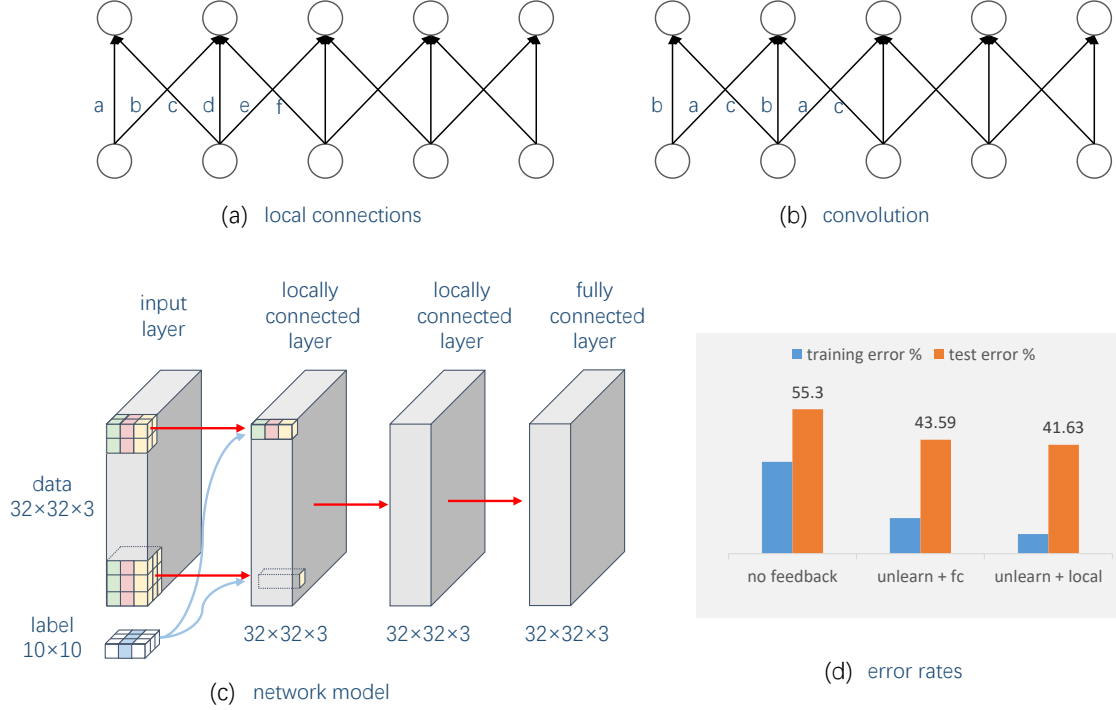 a b c d e f
b a c b a c
(a) local connections
(b) convolution
input
layer
locally
connected
layer
locally
connected
layer
fully
connected
layer
data
32×32×3
label
10×10
32×32×3
32×32×3
32×32×3
(c) network model
training error %
test error %
55.3
43.59
41.63
no feedback
unlearn + fc
unlearn + local
(d) error rates